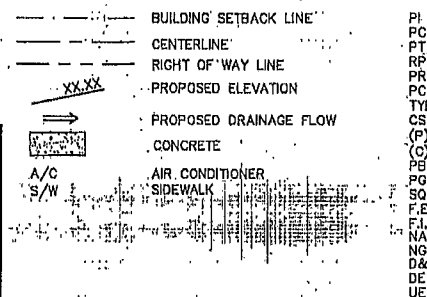 BUILDING SETBACK LINE
CENTERLINE
RIGHT OF WAY LINE
XX.XX PROPOSED ELEVATION
PROPOSED DRAINAGE FLOW
CONCRETE
A/C AIR CONDITIONER
S/W SIDEWALK
PI
PC
PT
RP
PR
PC
TYP
CS
(P)
(C)
PB
PG
SQ
F.E
F.I.
NA
NG
D&
DE
UE